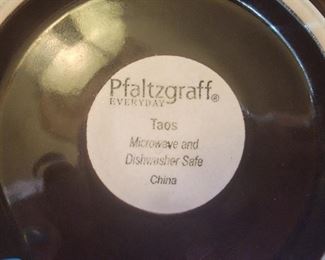 Pfaltzgraff®
EVERYDAY
Taos
Microwave and
Dishwasher Safe
China